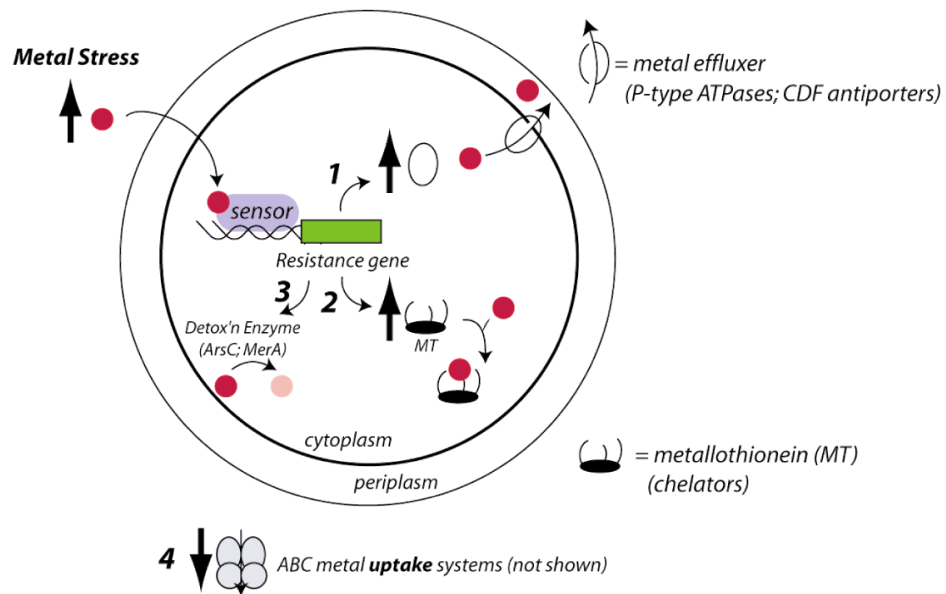 Metal Stress
= metal effluxer
(P-type ATPases; CDF antiporters)
1
sensor
Resistance gene
3
2
Detox'n Enzyme
(ArsC; MerA)
MT
cytoplasm
periplasm
= metallothionein (MT)
(chelators)
4
ABC metal uptake systems (not shown)